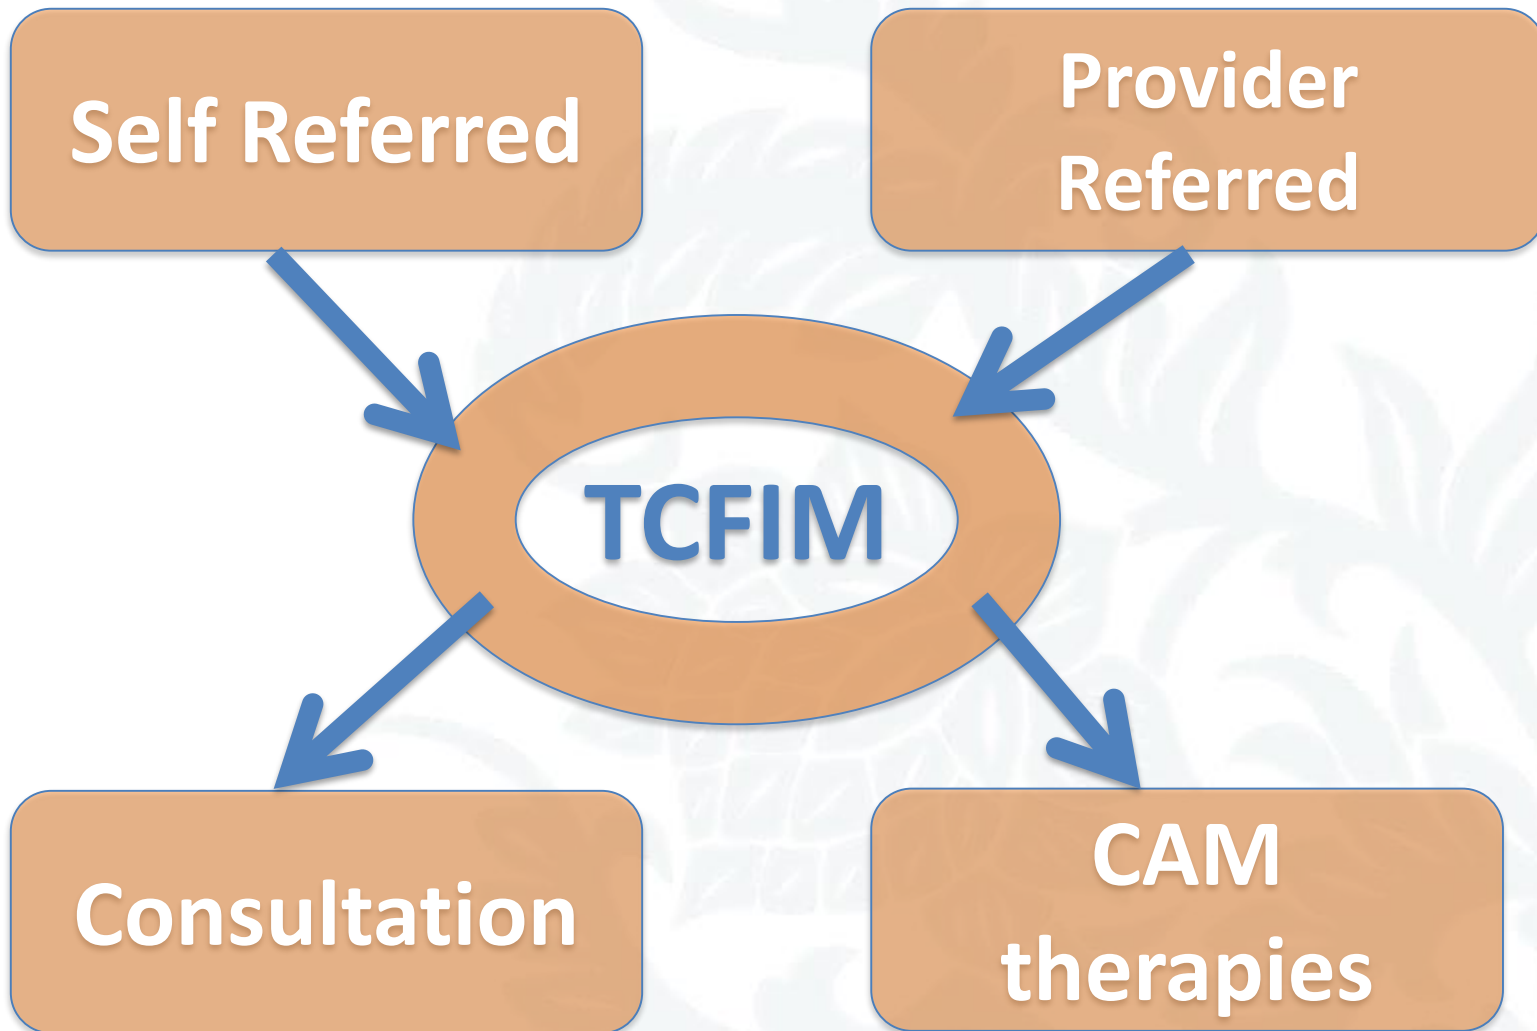 Self Referred
Provider
Referred
TCFIM
Consultation
CAM
therapies